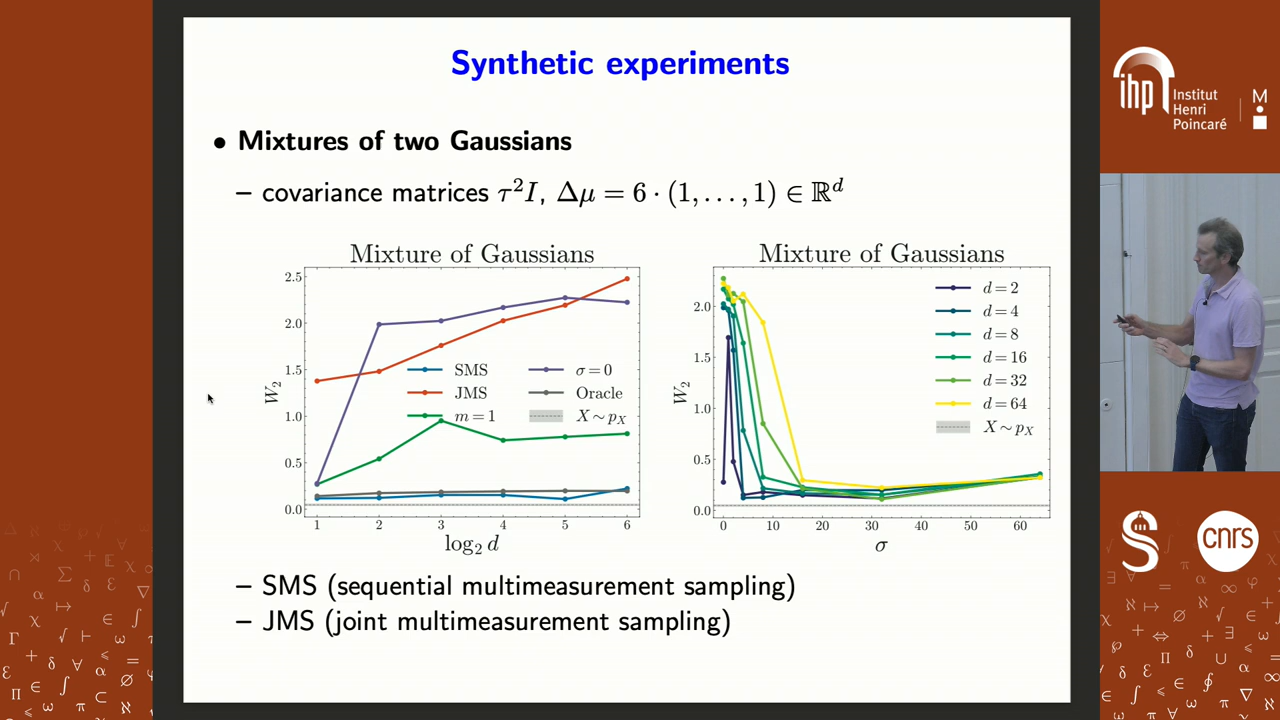 Synthetic experiments
• Mixtures of two Gaussians
– covariance matrices τ²I, Δμ = 6 · (1, . . . , 1) ∈ ℝᵈ
Mixture of Gaussians
2.5
2.0
1.5
1.0
0.5
0.0
W₂
1 2 3 4 5 6
log₂ d
SMS
JMS
m = 1
σ = 0
Oracle
X ∼ p_X
Mixture of Gaussians
2.0
1.5
1.0
0.5
0.0
W₂
0 10 20 30 40 50 60
σ
d = 2
d = 4
d = 8
d = 16
d = 32
d = 64
X ∼ p_X
– SMS (sequential multimeasurement sampling)
– JMS (joint multimeasurement sampling)
ihp
Institut
Henri
Poincaré
M
S
cnrs